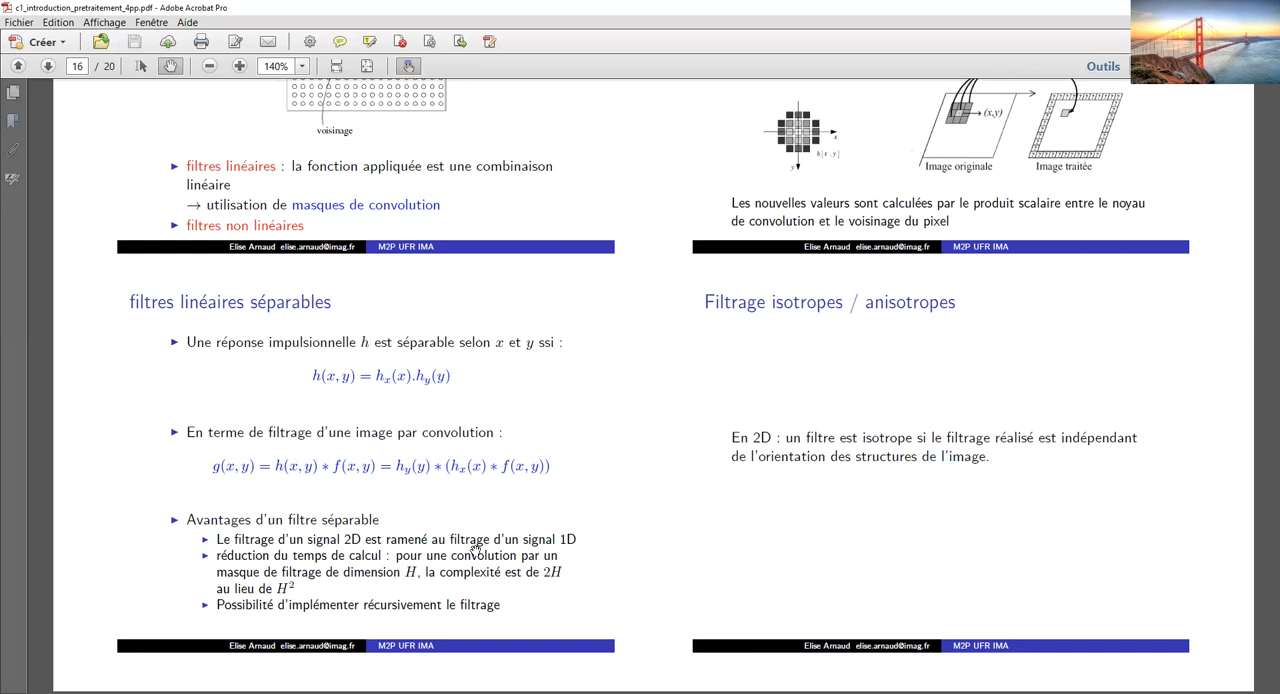 c1_introduction_pretraitement_4pp.pdf - Adobe Acrobat Pro
Fichier Edition Affichage Fenêtre Aide
Créer
16 / 20
140%
Outils
voisinage
▶ filtres linéaires : la fonction appliquée est une combinaison
linéaire
→ utilisation de masques de convolution
▶ filtres non linéaires
Elise Arnaud elise.arnaud@imag.fr M2P UFR IMA
x
y
h[x , y]
(x,y)
Image originale
Image traitée
Les nouvelles valeurs sont calculées par le produit scalaire entre le noyau
de convolution et le voisinage du pixel
Elise Arnaud elise.arnaud@imag.fr M2P UFR IMA
filtres linéaires séparables
▶ Une réponse impulsionnelle h est séparable selon x et y ssi :
h(x, y) = hₓ(x).h_y(y)
▶ En terme de filtrage d'une image par convolution :
g(x, y) = h(x, y) ∗ f(x, y) = h_y(y) ∗ (hₓ(x) ∗ f(x, y))
▶ Avantages d'un filtre séparable
▶ Le filtrage d'un signal 2D est ramené au filtrage d'un signal 1D
▶ réduction du temps de calcul : pour une convolution par un
masque de filtrage de dimension H, la complexité est de 2H
au lieu de H²
▶ Possibilité d'implémenter récursivement le filtrage
Elise Arnaud elise.arnaud@imag.fr M2P UFR IMA
Filtrage isotropes / anisotropes
En 2D : un filtre est isotrope si le filtrage réalisé est indépendant
de l'orientation des structures de l'image.
Elise Arnaud elise.arnaud@imag.fr M2P UFR IMA